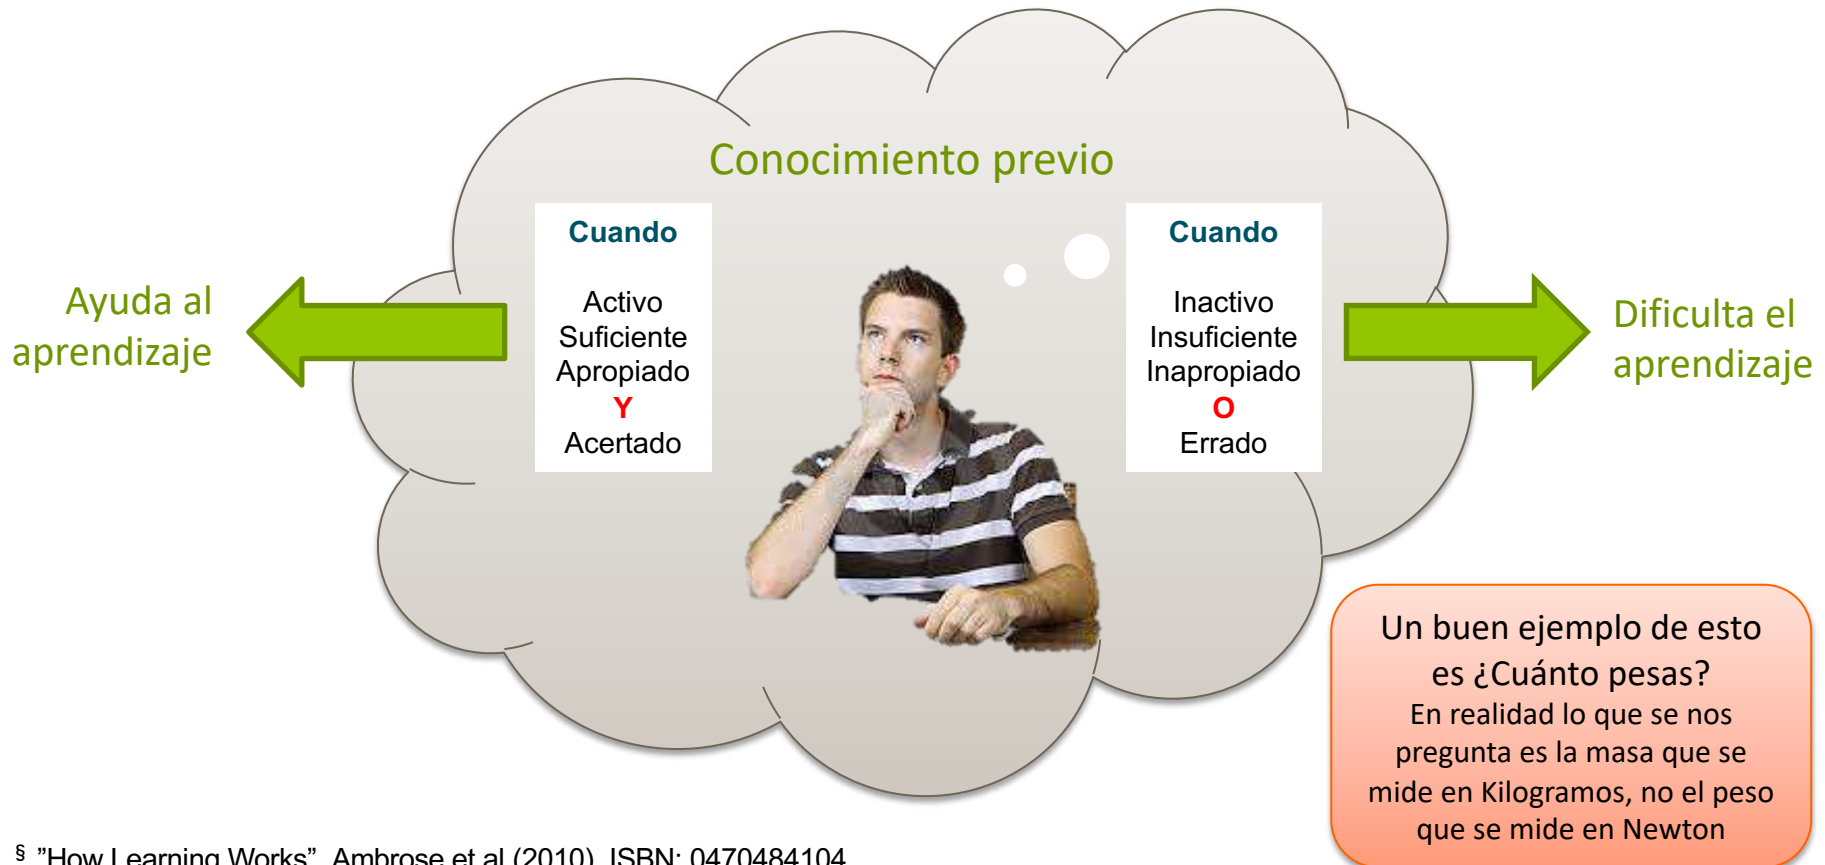 Conocimiento previo
Ayuda al
aprendizaje
Cuando
Activo
Suficiente
Apropiado
Y
Acertado
Cuando
Inactivo
Insuficiente
Inapropiado
O
Errado
Dificulta el
aprendizaje
Un buen ejemplo de esto
es ¿Cuánto pesas?
En realidad lo que se nos
pregunta es la masa que se
mide en Kilogramos, no el peso
que se mide en Newton
§ ”How Learning Works”, Ambrose et al (2010), ISBN: 0470484104